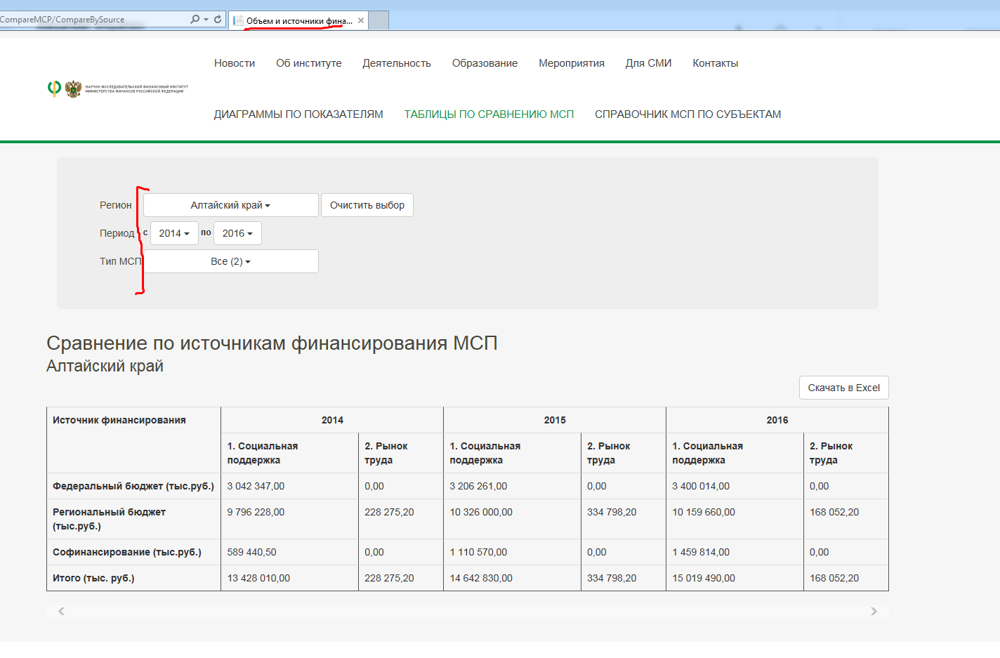 CompareMCP/CompareBySource
Объем и источники фина...
Новости Об институте Деятельность Образование Мероприятия Для СМИ Контакты
НАУЧНО-ИССЛЕДОВАТЕЛЬСКИЙ ФИНАНСОВЫЙ ИНСТИТУТ
МИНИСТЕРСТВА ФИНАНСОВ РОССИЙСКОЙ ФЕДЕРАЦИИ
ДИАГРАММЫ ПО ПОКАЗАТЕЛЯМ ТАБЛИЦЫ ПО СРАВНЕНИЮ МСП СПРАВОЧНИК МСП ПО СУБЪЕКТАМ
Регион Алтайский край Очистить выбор
Период с 2014 по 2016
Тип МСП Все (2)
Сравнение по источникам финансирования МСП
Алтайский край
Скачать в Excel
Источник финансирования 2014 2015 2016
1. Социальная поддержка 2. Рынок труда 1. Социальная поддержка 2. Рынок труда 1. Социальная поддержка 2. Рынок труда
Федеральный бюджет (тыс.руб.) 3 042 347,00 0,00 3 206 261,00 0,00 3 400 014,00 0,00
Региональный бюджет (тыс.руб.) 9 796 228,00 228 275,20 10 326 000,00 334 798,20 10 159 660,00 168 052,20
Софинансирование (тыс.руб.) 589 440,50 0,00 1 110 570,00 0,00 1 459 814,00 0,00
Итого (тыс. руб.) 13 428 010,00 228 275,20 14 642 830,00 334 798,20 15 019 490,00 168 052,20